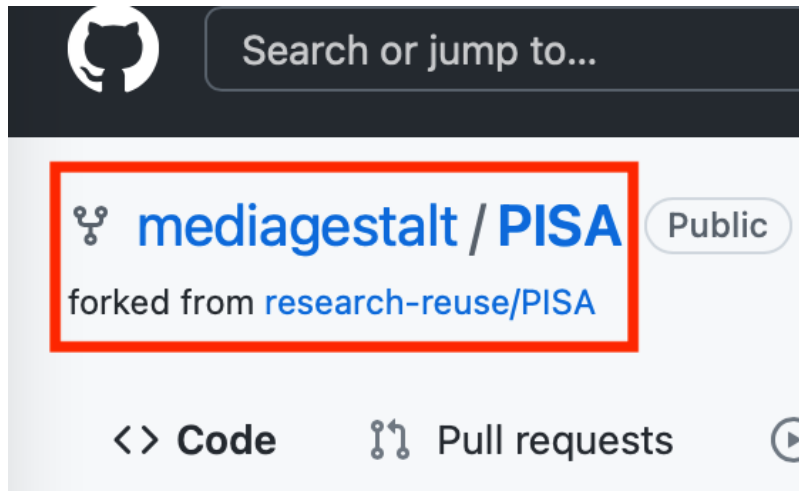 Search or jump to...
mediagestalt / PISA Public
forked from research-reuse/PISA
<> Code Pull requests